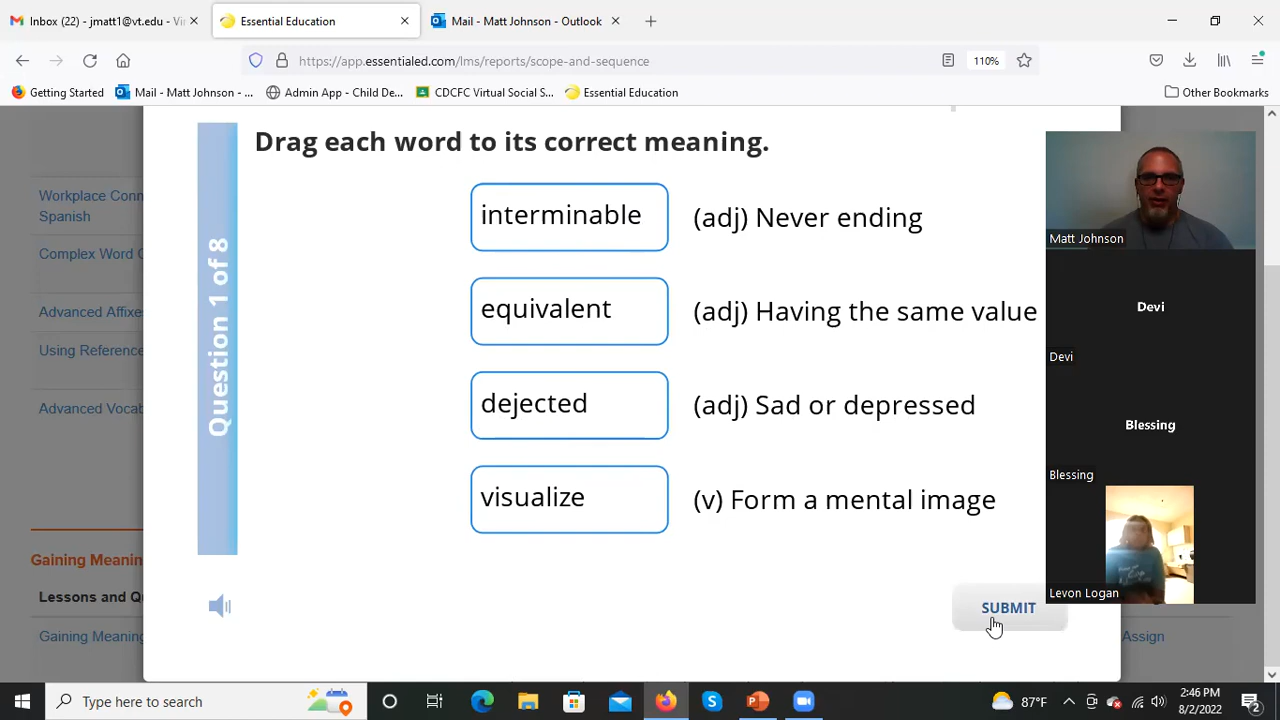 Inbox (22) - jmatt1@vt.edu - Vi
Essential Education
Mail - Matt Johnson - Outlook
https://app.essentialed.com/lms/reports/scope-and-sequence
110%
Getting Started
Mail - Matt Johnson - ...
Admin App - Child De...
CDCFC Virtual Social S...
Essential Education
Other Bookmarks
Drag each word to its correct meaning.
Question 1 of 8
interminable
(adj) Never ending
equivalent
(adj) Having the same value
dejected
(adj) Sad or depressed
visualize
(v) Form a mental image
SUBMIT
Workplace Conn
Spanish
Complex Word
Advanced Affixe
Using Reference
Advanced Vocab
Gaining Meanin
Lessons and Q
Gaining Meanin
Assign
Matt Johnson
Devi
Devi
Blessing
Blessing
Levon Logan
Type here to search
87°F
2:46 PM
8/2/2022
2